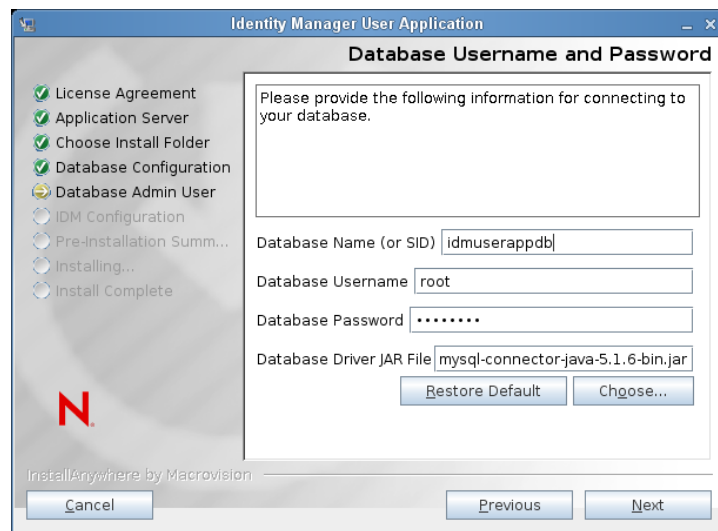 Identity Manager User Application
Database Username and Password
License Agreement
Application Server
Choose Install Folder
Database Configuration
Database Admin User
IDM Configuration
Pre-Installation Summ...
Installing...
Install Complete
Please provide the following information for connecting to
your database.
Database Name (or SID) idmuserappdb
Database Username root
Database Password ••••••••
Database Driver JAR File mysql-connector-java-5.1.6-bin.jar
Restore Default Choose...
N
InstallAnywhere by Macrovision
Cancel Previous Next